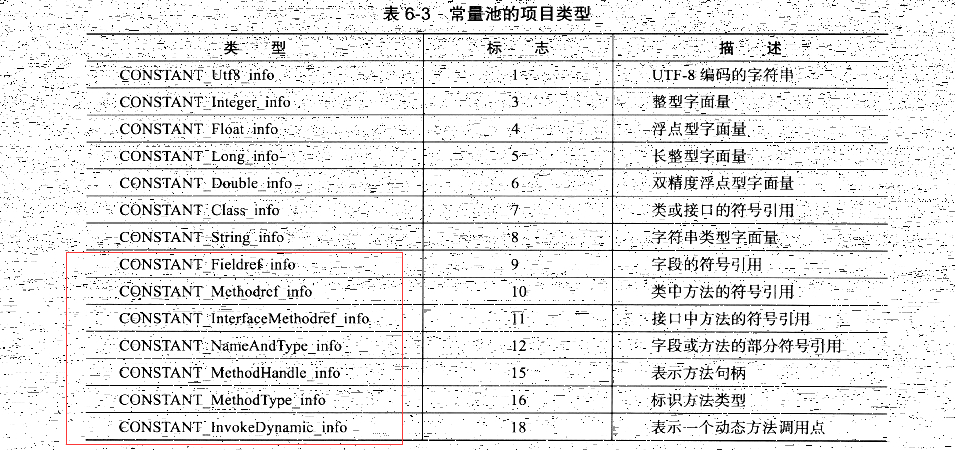 表 6-3 常量池的项目类型
类 型 标 志 描 述
CONSTANT_Utf8_info 1 UTF-8 编码的字符串
CONSTANT_Integer_info 3 整型字面量
CONSTANT_Float_info 4 浮点型字面量
CONSTANT_Long_info 5 长整型字面量
CONSTANT_Double_info 6 双精度浮点型字面量
CONSTANT_Class_info 7 类或接口的符号引用
CONSTANT_String_info 8 字符串类型字面量
CONSTANT_Fieldref_info 9 字段的符号引用
CONSTANT_Methodref_info 10 类中方法的符号引用
CONSTANT_InterfaceMethodref_info 11 接口中方法的符号引用
CONSTANT_NameAndType_info 12 字段或方法的部分符号引用
CONSTANT_MethodHandle_info 15 表示方法句柄
CONSTANT_MethodType_info 16 标识方法类型
CONSTANT_InvokeDynamic_info 18 表示一个动态方法调用点